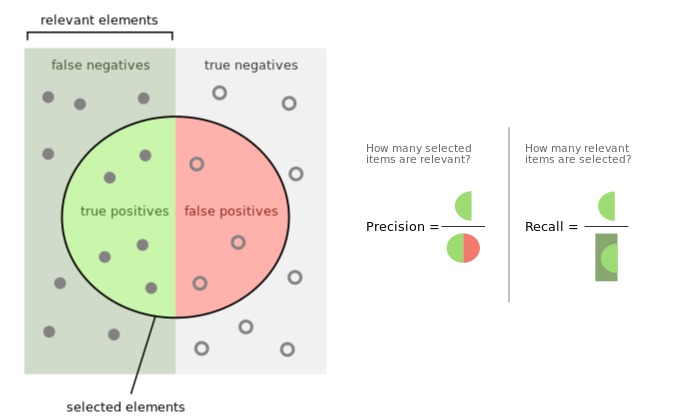 relevant elements
false negatives
true negatives
true positives
false positives
selected elements
How many selected
items are relevant?
Precision =
How many relevant
items are selected?
Recall =